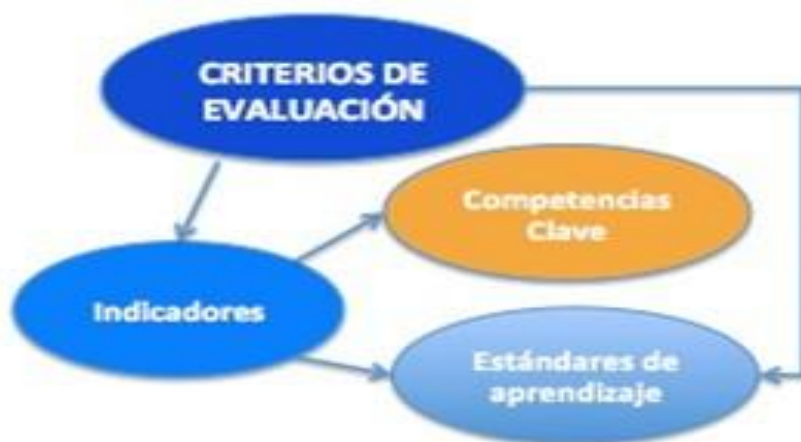 CRITERIOS DE
EVALUACIÓN
Competencias
Clave
Indicadores
Estándares de
aprendizaje